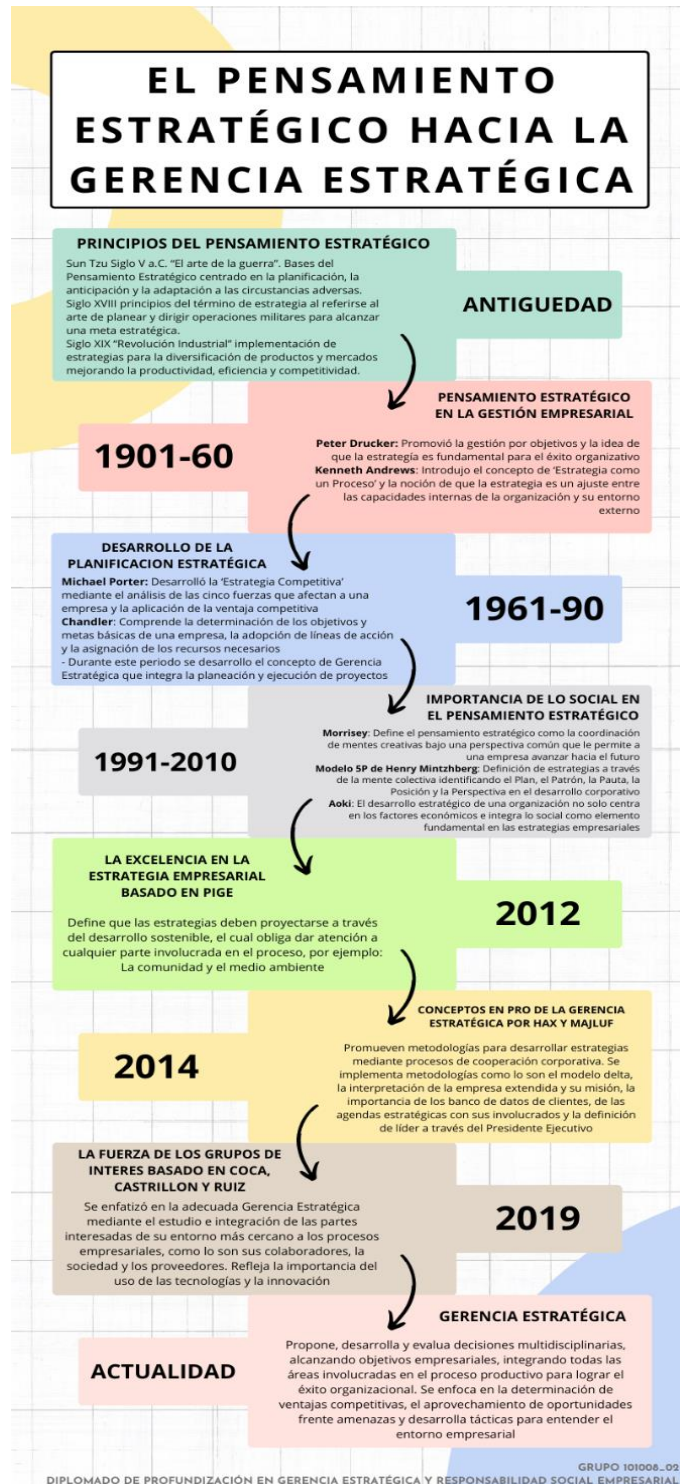 EL PENSAMIENTO
ESTRATÉGICO HACIA LA
GERENCIA ESTRATÉGICA
PRINCIPIOS DEL PENSAMIENTO ESTRATÉGICO
Sun Tzu Siglo V a.C. “El arte de la guerra”. Bases del
Pensamiento Estratégico centrado en la planificación, la
anticipación y la adaptación a las circustancias adversas.
Siglo XVIII principios del término de estrategia al referirse al
arte de planear y dirigir operaciones militares para alcanzar
una meta estratégica.
Siglo XIX “Revolución Industrial” implementación de
estrategias para la diversificación de productos y mercados
mejorando la productividad, eficiencia y competitividad.
ANTIGUEDAD
PENSAMIENTO ESTRATÉGICO
EN LA GESTIÓN EMPRESARIAL
1901-60
Peter Drucker: Promovió la gestión por objetivos y la idea de
que la estrategia es fundamental para el éxito organizativo
Kenneth Andrews: Introdujo el concepto de ‘Estrategia como
un Proceso’ y la noción de que la estrategia es un ajuste entre
las capacidades internas de la organización y su entorno
externo
DESARROLLO DE LA
PLANIFICACION ESTRATÉGICA
Michael Porter: Desarrolló la ‘Estrategia Competitiva’
mediante el análisis de las cinco fuerzas que afectan a una
empresa y la aplicación de la ventaja competitiva
Chandler: Comprende la determinación de los objetivos y
metas básicas de una empresa, la adopción de líneas de acción
y la asignación de los recursos necesarios
- Durante este periodo se desarrollo el concepto de Gerencia
Estratégica que integra la planeación y ejecución de proyectos
1961-90
IMPORTANCIA DE LO SOCIAL EN
EL PENSAMIENTO ESTRATÉGICO
1991-2010
Morrisey: Define el pensamiento estratégico como la coordinación
de mentes creativas bajo una perspectiva común que le permite a
una empresa avanzar hacia el futuro
Modelo 5P de Henry Mintzhberg: Definición de estrategias a través
de la mente colectiva identificando el Plan, el Patrón, la Pauta, la
Posición y la Perspectiva en el desarrollo corporativo
Aoki: El desarrollo estratégico de una organización no solo centra
en los factores económicos e integra lo social como elemento
fundamental en las estrategias empresariales
LA EXCELENCIA EN LA
ESTRATEGIA EMPRESARIAL
BASADO EN PIGE
Define que las estrategias deben proyectarse a través
del desarrollo sostenible, el cual obliga dar atención a
cualquier parte involucrada en el proceso, por ejemplo:
La comunidad y el medio ambiente
2012
CONCEPTOS EN PRO DE LA GERENCIA
ESTRATÉGICA POR HAX Y MAJLUF
2014
Promueven metodologías para desarrollar estrategias
mediante procesos de cooperación corporativa. Se
implementa metodologías como lo son el modelo delta,
la interpretación de la empresa extendida y su misión, la
importancia de los banco de datos de clientes, de las
agendas estratégicas con sus involucrados y la definición
de líder a través del Presidente Ejecutivo
LA FUERZA DE LOS GRUPOS DE
INTERES BASADO EN COCA,
CASTRILLON Y RUIZ
Se enfatizó en la adecuada Gerencia Estratégica
mediante el estudio e integración de las partes
interesadas de su entorno más cercano a los procesos
empresariales, como lo son sus colaboradores, la
sociedad y los proveedores. Refleja la importancia del
uso de las tecnologías y la innovación
2019
GERENCIA ESTRATÉGICA
ACTUALIDAD
Propone, desarrolla y evalua decisiones multidisciplinarias,
alcanzando objetivos empresariales, integrando todas las
áreas involucradas en el proceso productivo para lograr el
éxito organizacional. Se enfoca en la determinación de
ventajas competitivas, el aprovechamiento de oportunidades
frente amenazas y desarrolla tácticas para entender el
entorno empresarial
GRUPO 101008_02
DIPLOMADO DE PROFUNDIZACIÓN EN GERENCIA ESTRATÉGICA Y RESPONSABILIDAD SOCIAL EMPRESARIAL